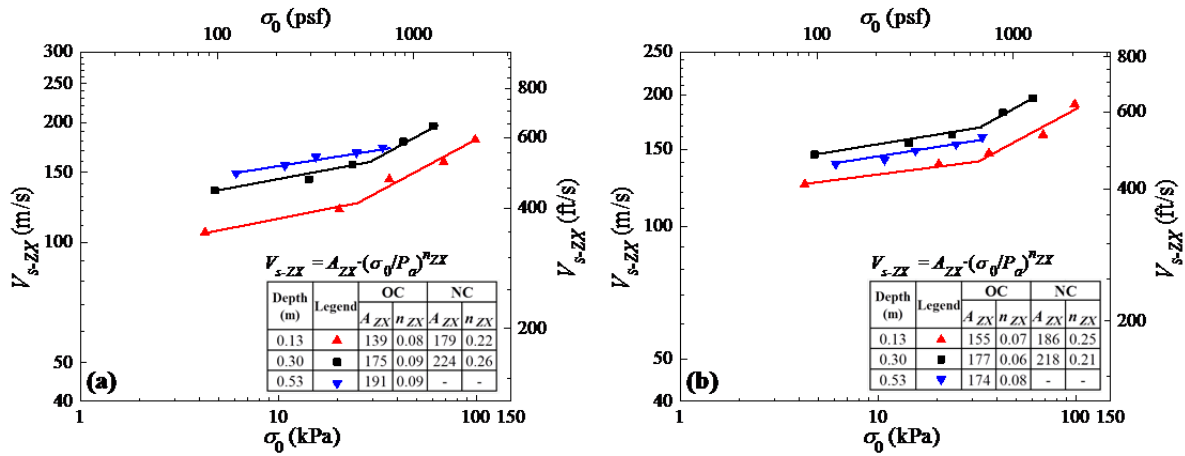 σ0 (psf)
100 1000
300
250
200
150
100
50
40
800
600
400
200
Vs-ZX (m/s)
Vs-ZX (ft/s)
Vs-ZX = AZX·(σ0/Pa)^nZX
Depth (m) Legend OC NC
AZX nZX AZX nZX
0.13 139 0.08 179 0.22
0.30 175 0.09 224 0.26
0.53 191 0.09 - -
(a)
1 10 100 150
σ0 (kPa)
σ0 (psf)
100 1000
250
200
150
100
50
40
800
600
400
200
Vs-ZX (m/s)
Vs-ZX (ft/s)
Vs-ZX = AZX·(σ0/Pa)^nZX
Depth (m) Legend OC NC
AZX nZX AZX nZX
0.13 155 0.07 186 0.25
0.30 177 0.06 218 0.21
0.53 174 0.08 - -
(b)
1 10 100 150
σ0 (kPa)